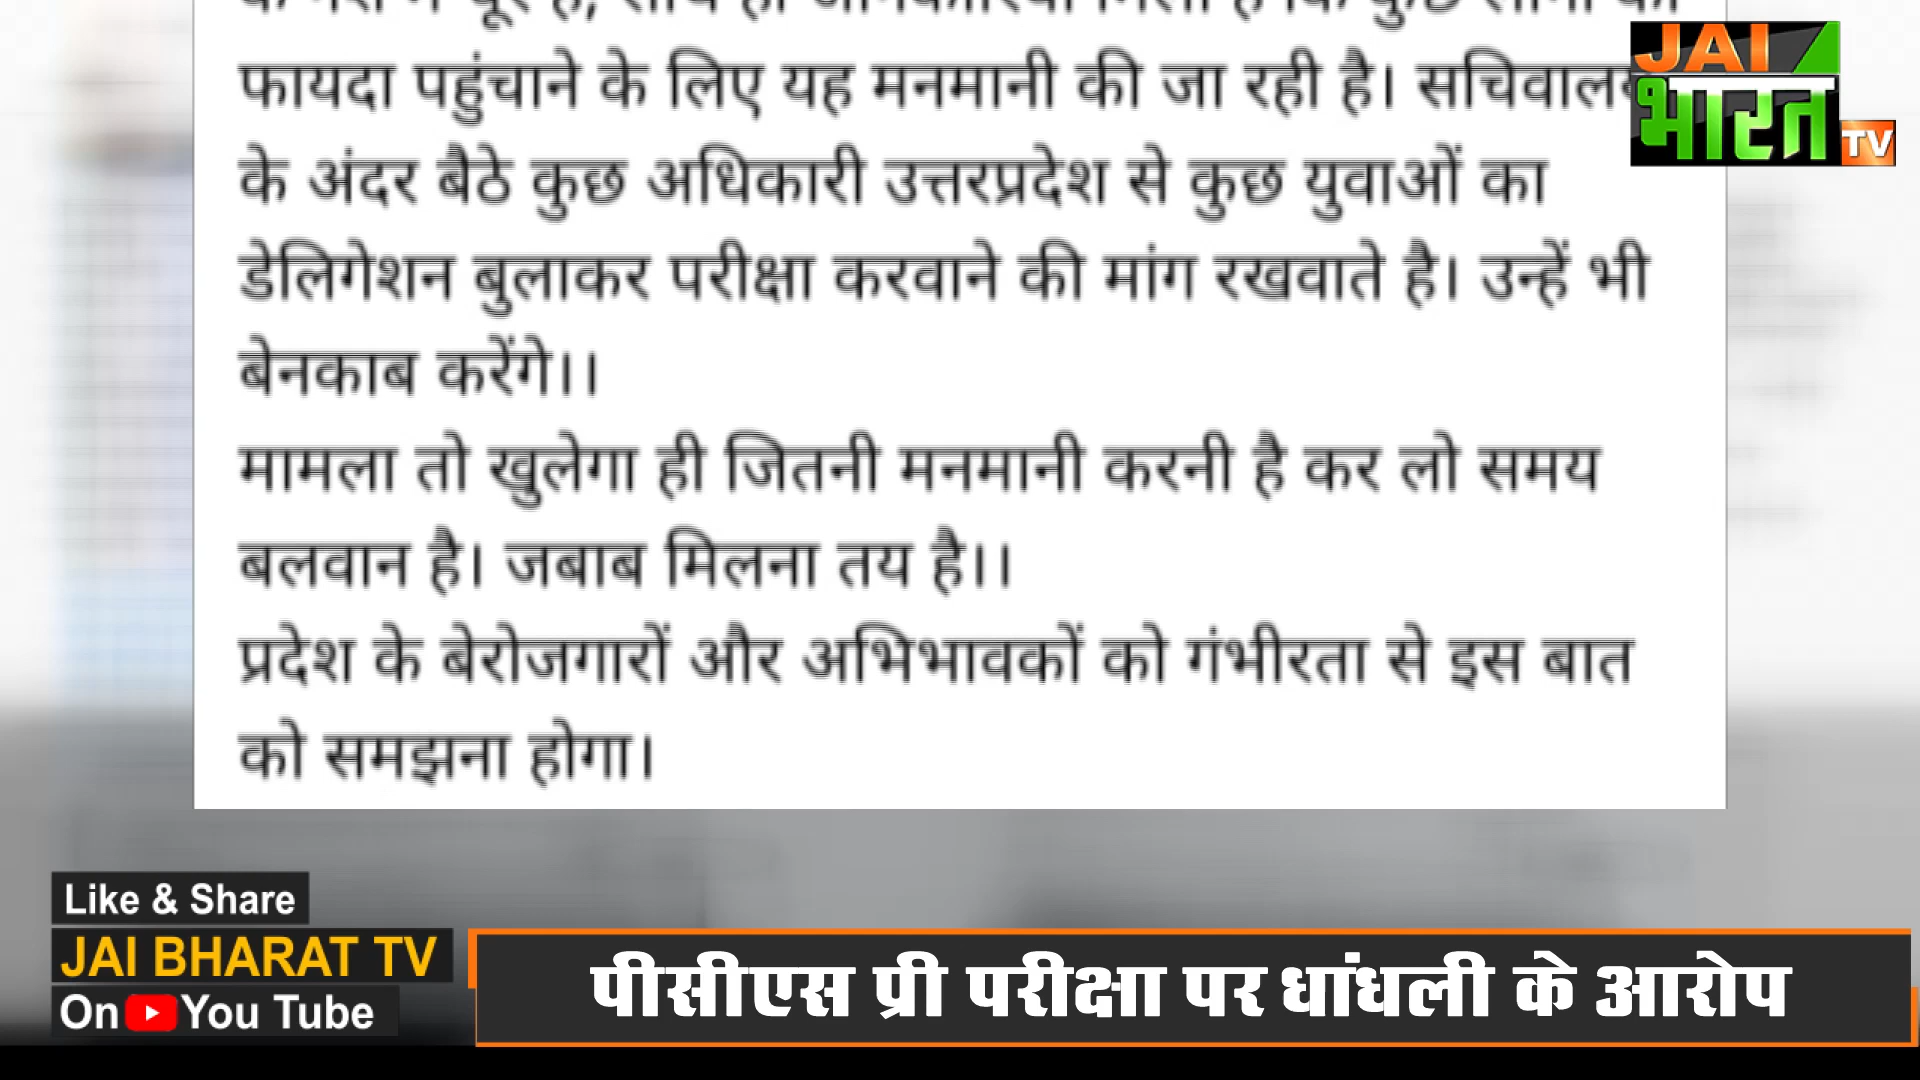 फायदा पहुंचाने के लिए यह मनमानी की जा रही है। सचिवालय
के अंदर बैठे कुछ अधिकारी उत्तरप्रदेश से कुछ युवाओं का
डेलिगेशन बुलाकर परीक्षा करवाने की मांग रखवाते है। उन्हें भी
बेनकाब करेंगे।।
मामला तो खुलेगा ही जितनी मनमानी करनी है कर लो समय
बलवान है। जबाब मिलना तय है।।
प्रदेश के बेरोजगारों और अभिभावकों को गंभीरता से इस बात
को समझना होगा।
JAI
भारत
TV
Like & Share
JAI BHARAT TV
On You Tube
पीसीएस प्री परीक्षा पर धांधली के आरोप